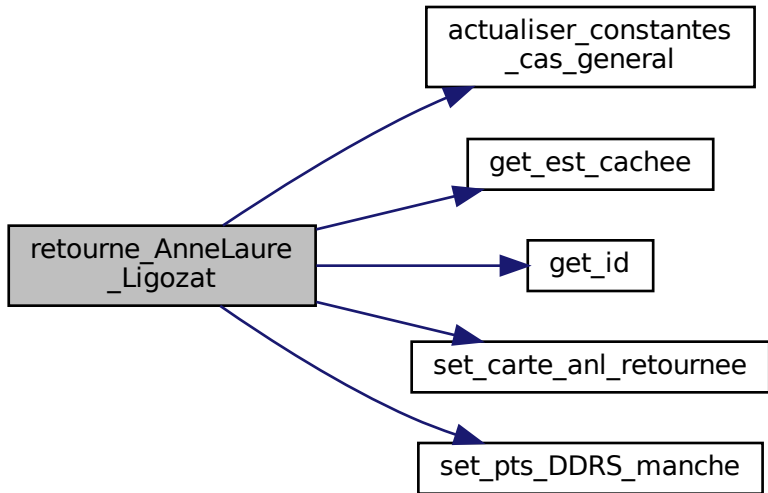 retourne_AnneLaure
_Ligozat
actualiser_constantes
_cas_general
get_est_cachee
get_id
set_carte_anl_retournee
set_pts_DDRS_manche